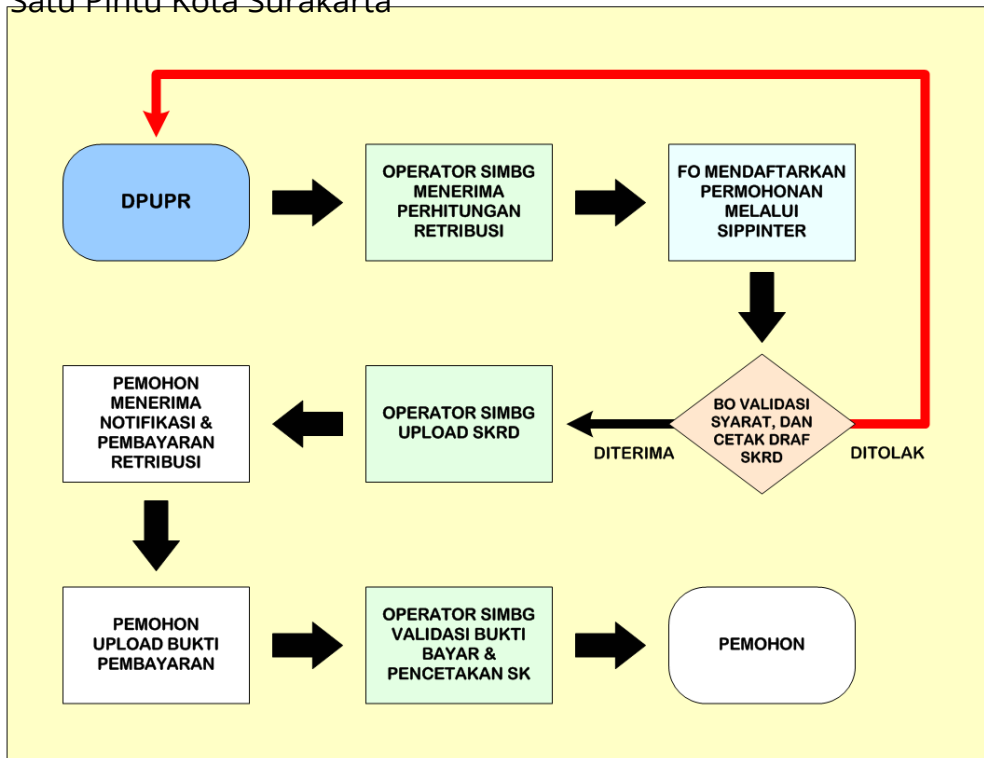 Satu Pintu Kota Surakarta
DPUPR
OPERATOR SIMBG
MENERIMA
PERHITUNGAN
RETRIBUSI
FO MENDAFTARKAN
PERMOHONAN
MELALUI
SIPPINTER
BO VALIDASI
SYARAT, DAN
CETAK DRAF
SKRD
DITERIMA
DITOLAK
OPERATOR SIMBG
UPLOAD SKRD
PEMOHON
MENERIMA
NOTIFIKASI &
PEMBAYARAN
RETRIBUSI
PEMOHON
UPLOAD BUKTI
PEMBAYARAN
OPERATOR SIMBG
VALIDASI BUKTI
BAYAR &
PENCETAKAN SK
PEMOHON